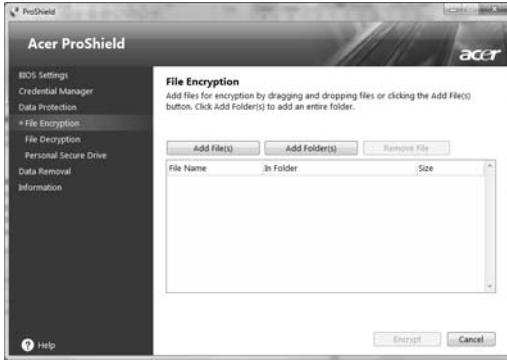 ProShield
Acer ProShield
acer
BIOS Settings
Credential Manager
Data Protection
File Encryption
File Decryption
Personal Secure Drive
Data Removal
Information
Help
File Encryption
Add files for encryption by dragging and dropping files or clicking the Add File(s)
button. Click Add Folder(s) to add an entire folder.
Add File(s) Add Folder(s) Remove File
File Name In Folder Size
Encrypt Cancel